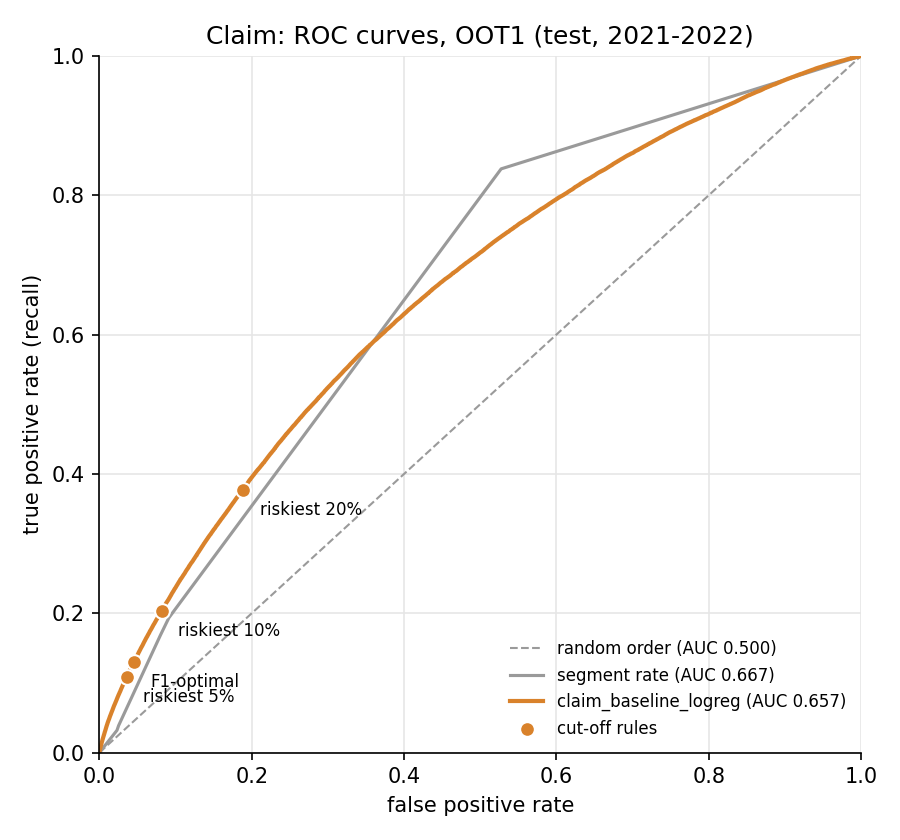 Claim: ROC curves, OOT1 (test, 2021-2022)
1.0
0.8
0.6
0.4
0.2
0.0
true positive rate (recall)
riskiest 20%
riskiest 10%
F1-optimal
riskiest 5%
random order (AUC 0.500)
segment rate (AUC 0.667)
claim_baseline_logreg (AUC 0.657)
cut-off rules
0.0 0.2 0.4 0.6 0.8 1.0
false positive rate